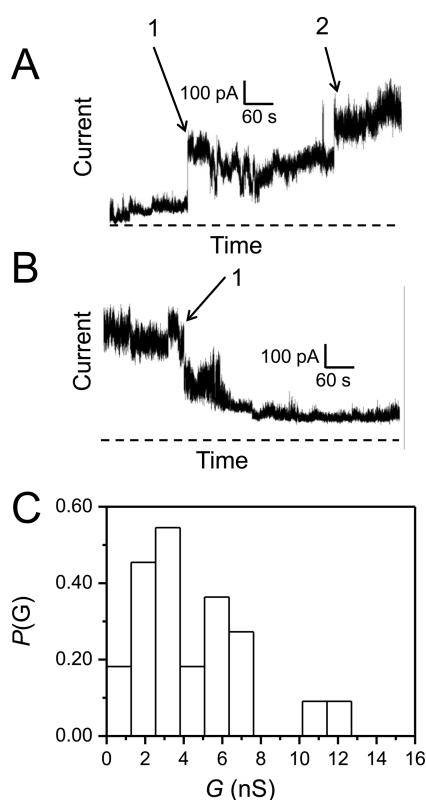 A
1
2
100 pA
60 s
Current
Time
B
1
100 pA
60 s
Current
Time
C
0.60
0.40
0.20
0.00
P(G)
0 2 4 6 8 10 12 14 16
G (nS)